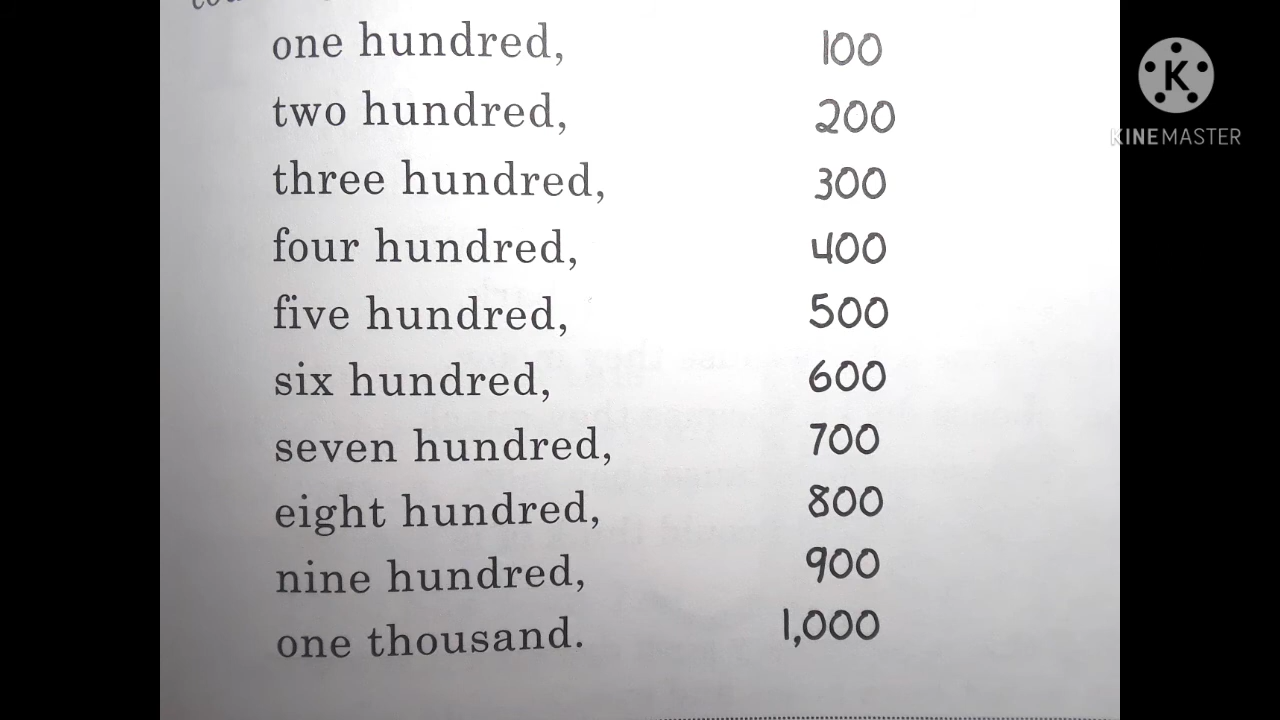 one hundred, 100
two hundred, 200
three hundred, 300
four hundred, 400
five hundred, 500
six hundred, 600
seven hundred, 700
eight hundred, 800
nine hundred, 900
one thousand. 1,000
K
KINEMASTER